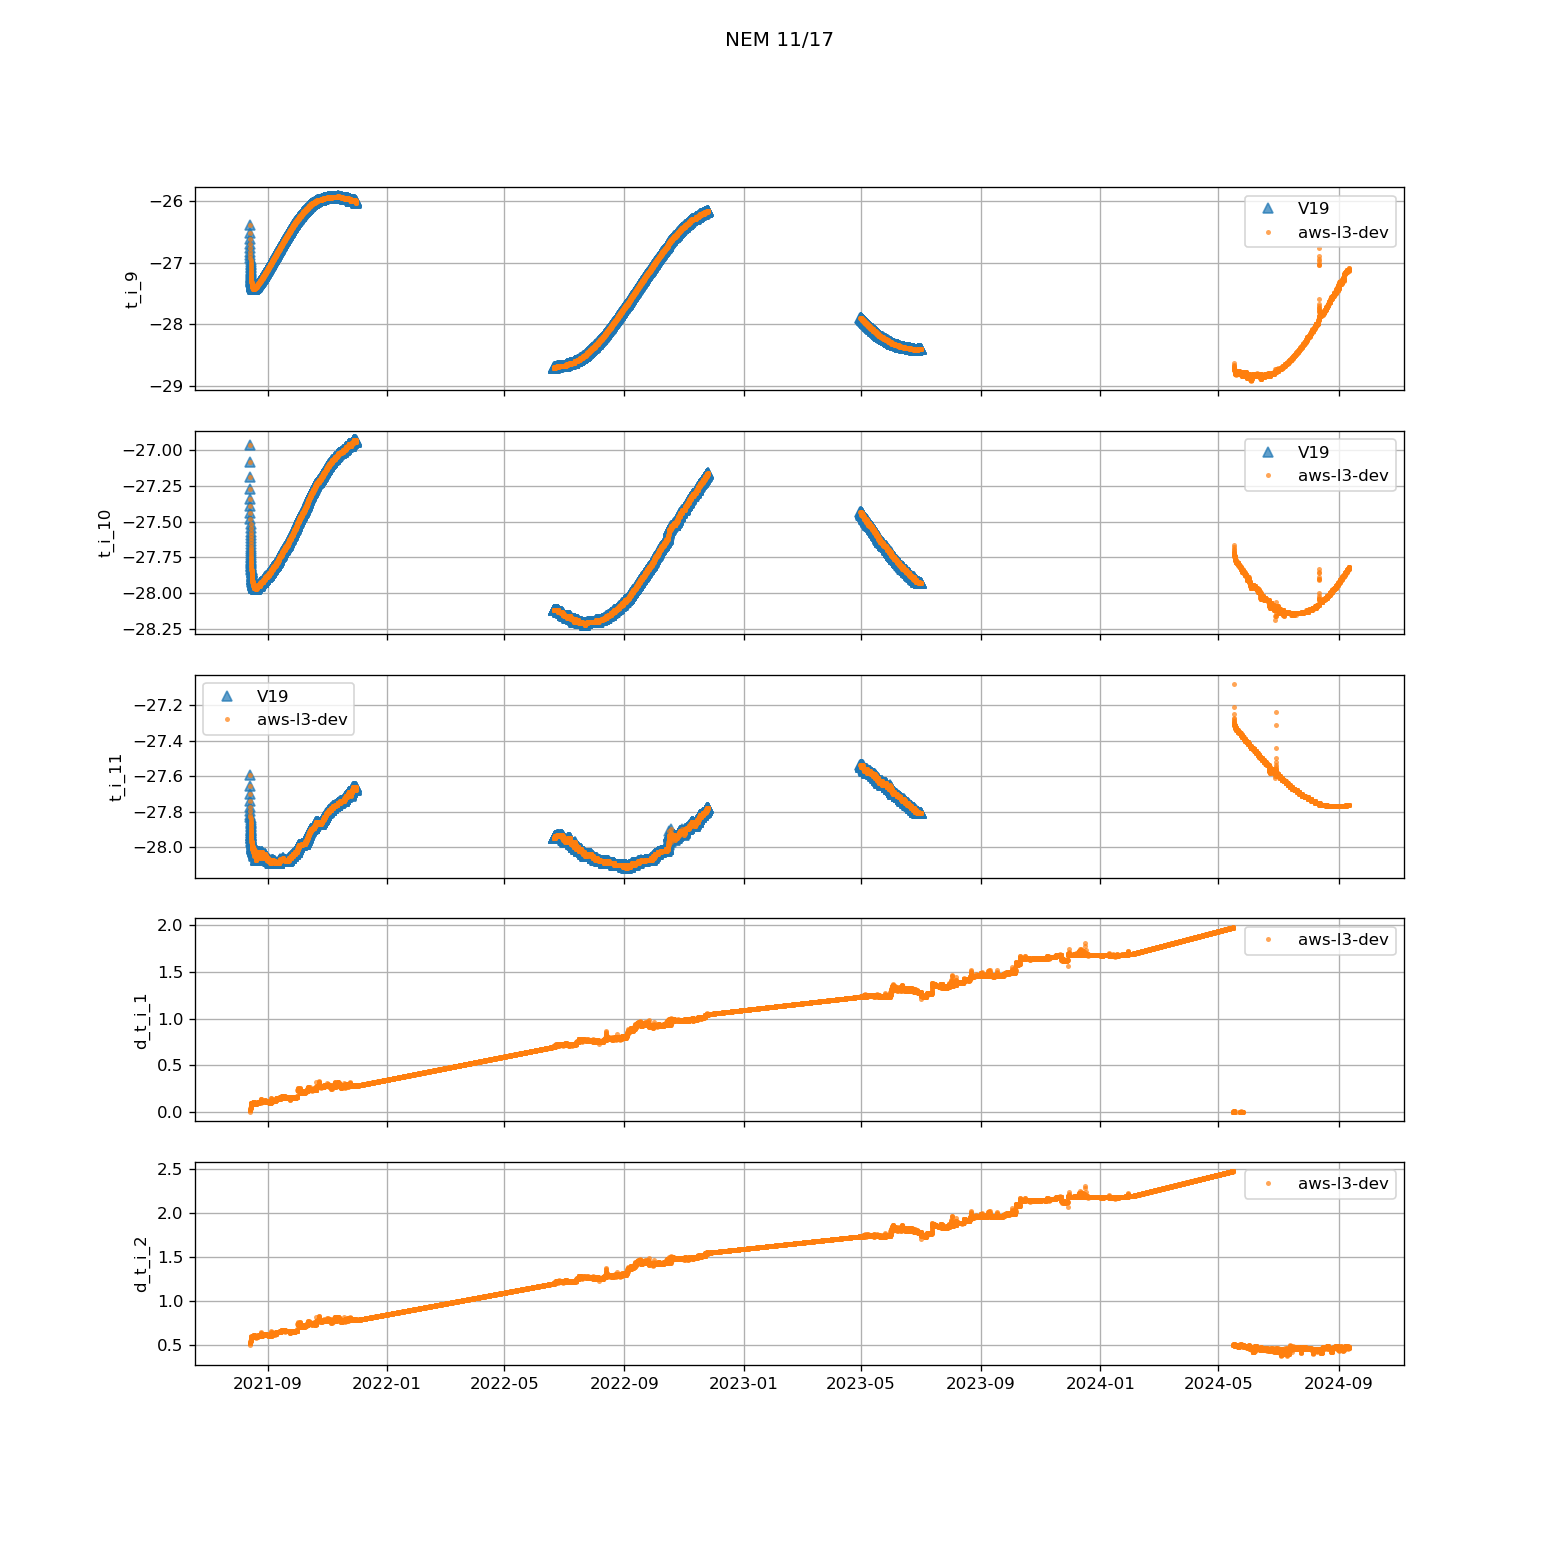 NEM 11/17
−26
−27
−28
−29
t_i_9
V19
aws-l3-dev
−27.00
−27.25
−27.50
−27.75
−28.00
−28.25
t_i_10
V19
aws-l3-dev
−27.2
−27.4
−27.6
−27.8
−28.0
t_i_11
V19
aws-l3-dev
2.0
1.5
1.0
0.5
0.0
d_t_i_1
aws-l3-dev
2.5
2.0
1.5
1.0
0.5
d_t_i_2
aws-l3-dev
2021-09 2022-01 2022-05 2022-09 2023-01 2023-05 2023-09 2024-01 2024-05 2024-09